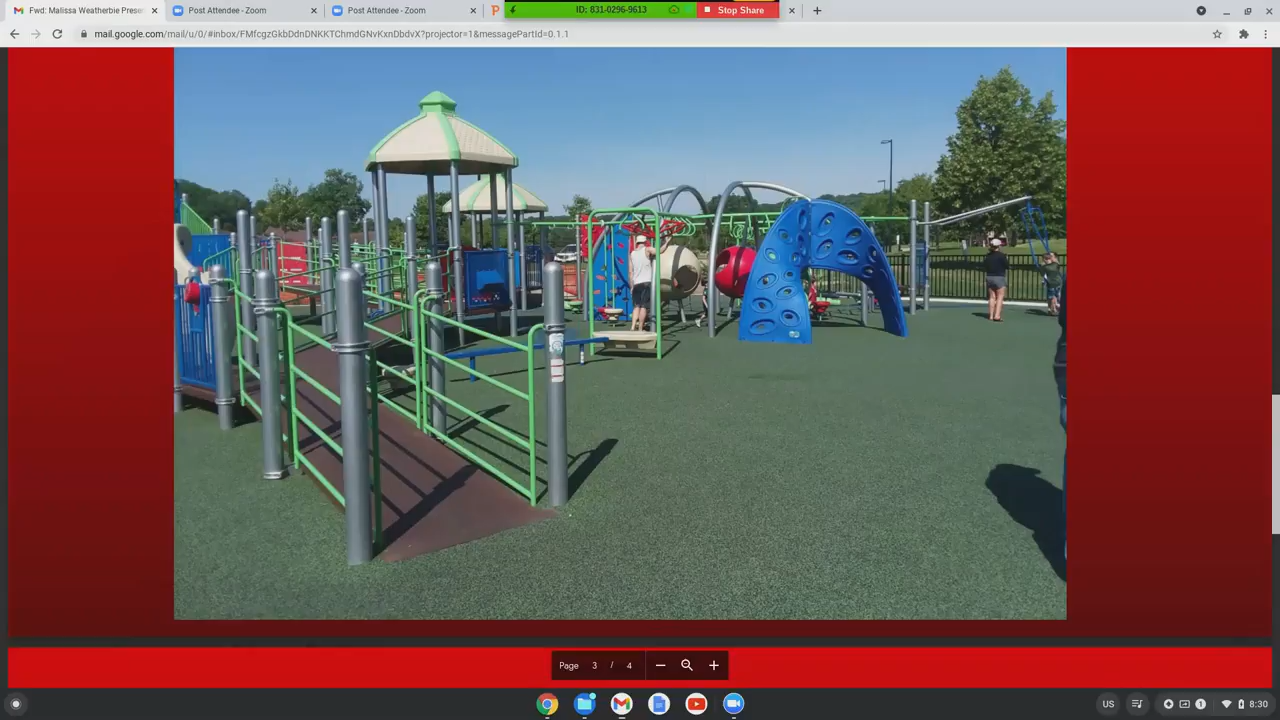 Fwd: Malissa Weatherbie Prese
Post Attendee - Zoom
Post Attendee - Zoom
ID: 831-0296-9613
Stop Share
mail.google.com/mail/u/0/#inbox/FMfcgzGkbDdnDNKKTChmdGNvKxnDbdvX?projector=1&messagePartId=0.1.1
Page 3 / 4
US
1
8:30